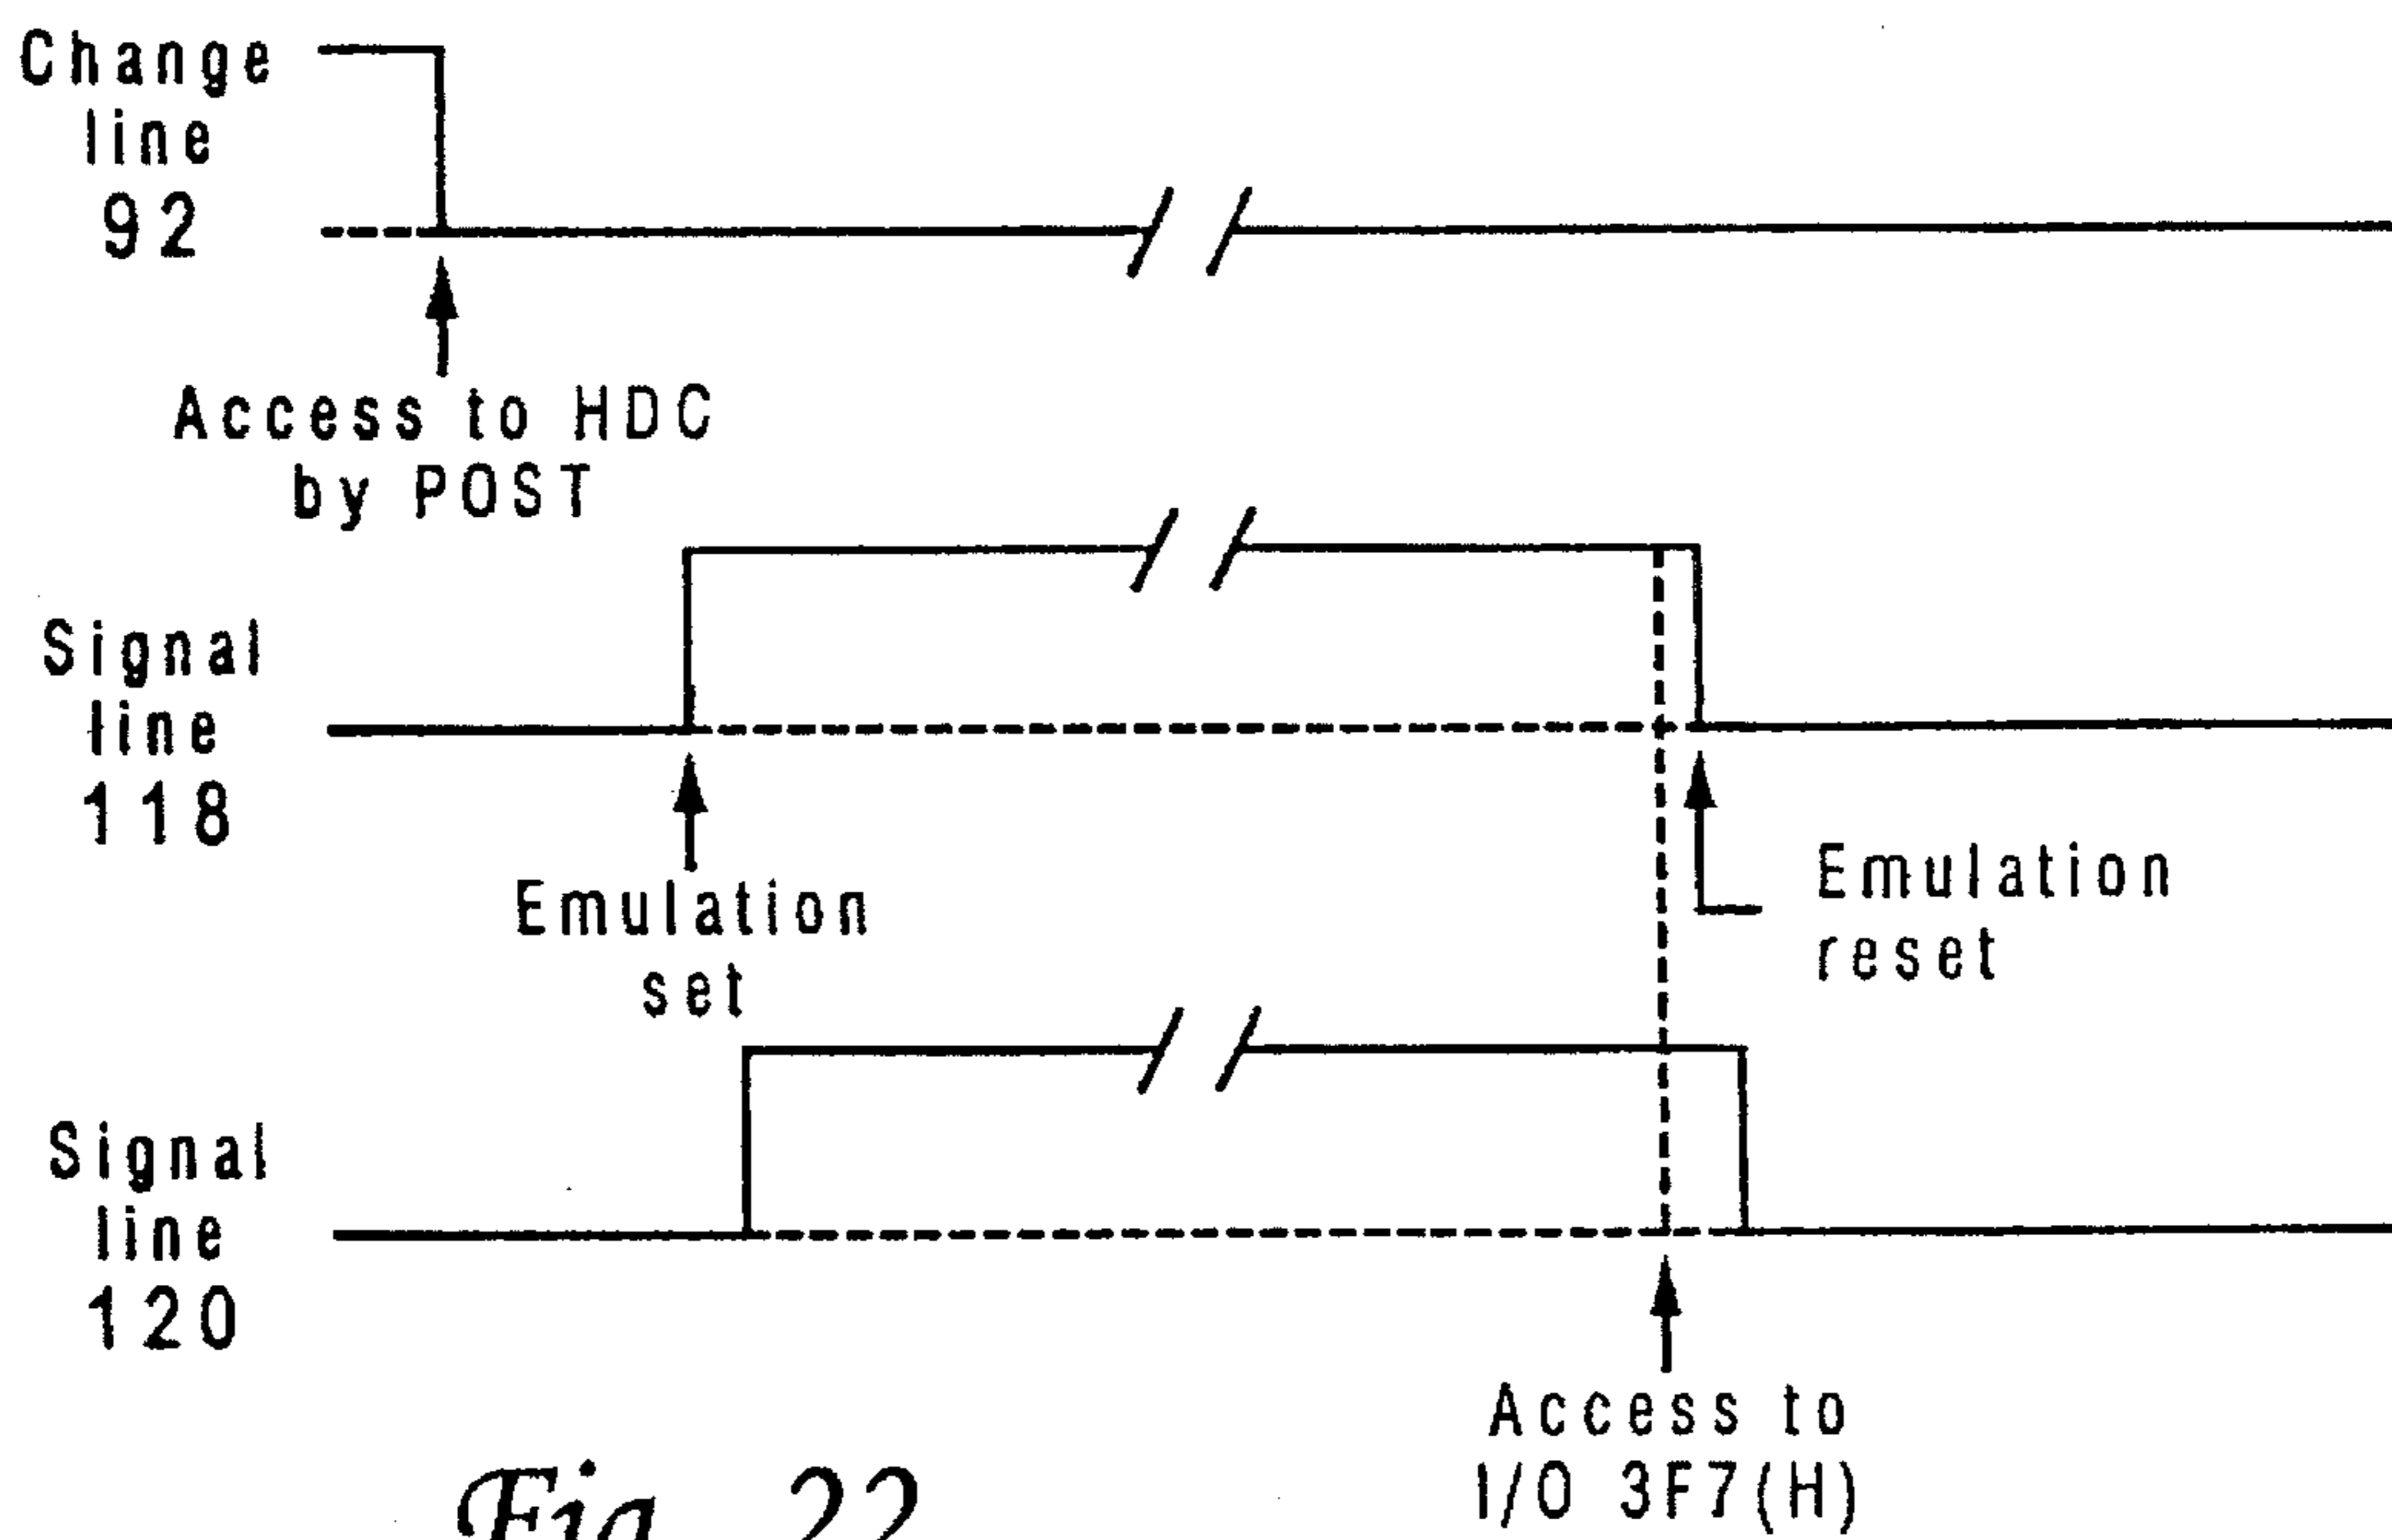 Change
line
92
Access to HDC
by POST
Signal
line
118
Emulation
set
Emulation
reset
Signal
line
120
Access to
I/O 3F7(H)
Fig. 22